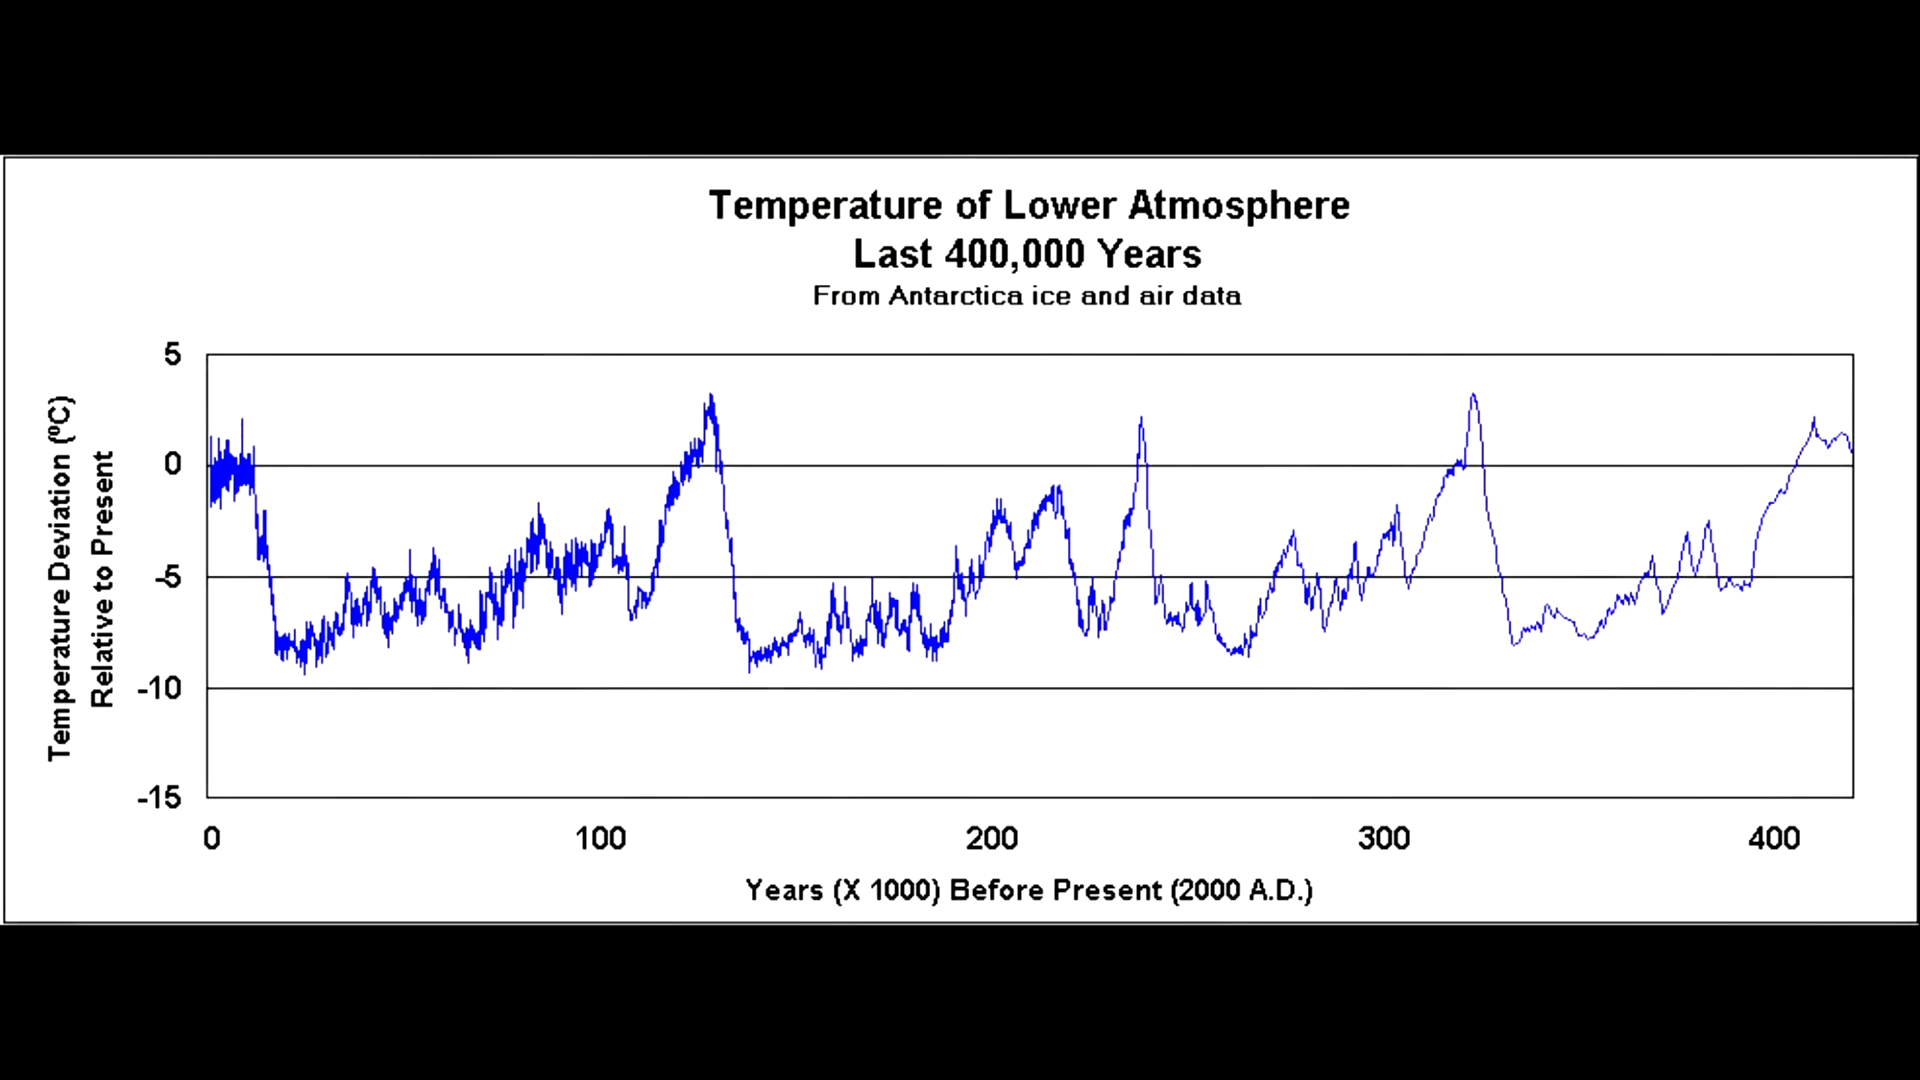 Temperature of Lower Atmosphere
Last 400,000 Years
From Antarctica ice and air data
Temperature Deviation (ºC)
Relative to Present
5
0
-5
-10
-15
0 100 200 300 400
Years (X 1000) Before Present (2000 A.D.)